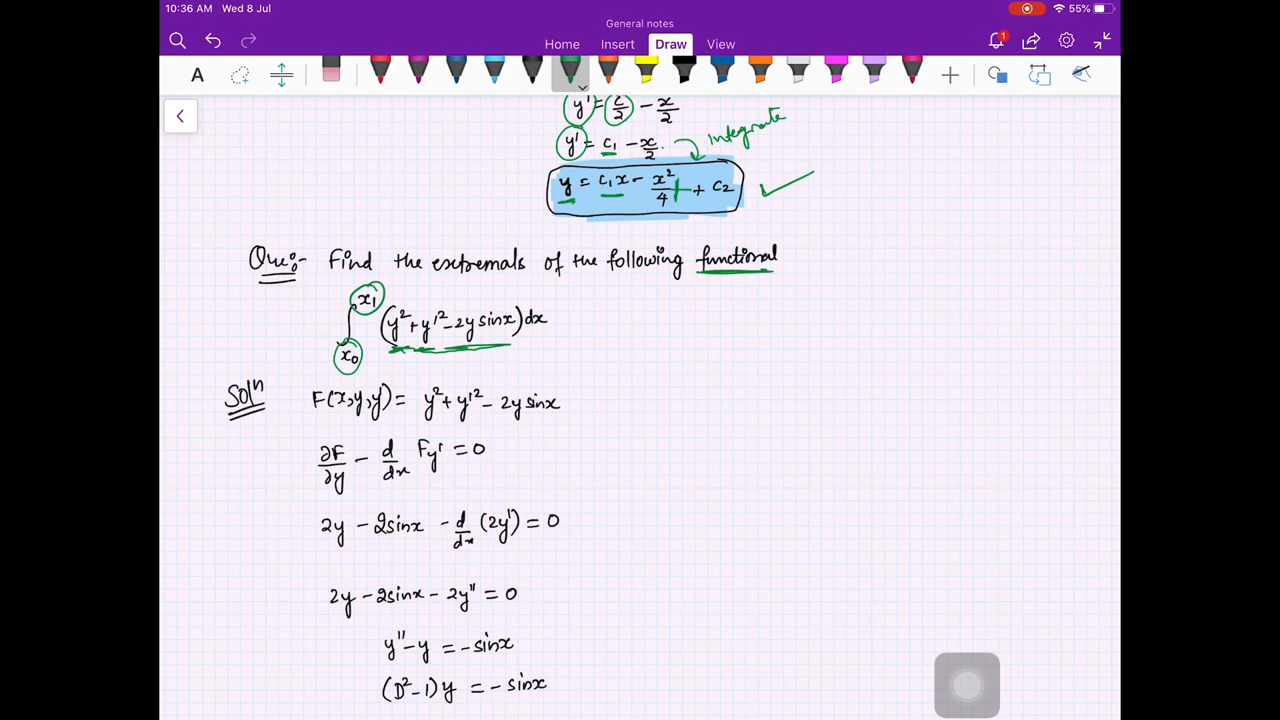 10:36 AM Wed 8 Jul
55%
General notes
Home Insert Draw View
1
A
y' = c/2 - x/2
y' = c₁ - x/2 integrate
y = c₁x - x²/4 + c₂
Que:- Find the extremals of the following functional
∫ₓ₀ˣ¹ (y² + y'² - 2y sinx) dx
Solⁿ F(x,y,y') = y² + y'² - 2y sinx
∂F/∂y - d/dx Fy' = 0
2y - 2sinx - d/dx (2y') = 0
2y - 2sinx - 2y'' = 0
y'' - y = - sinx
(D² - 1) y = - sinx